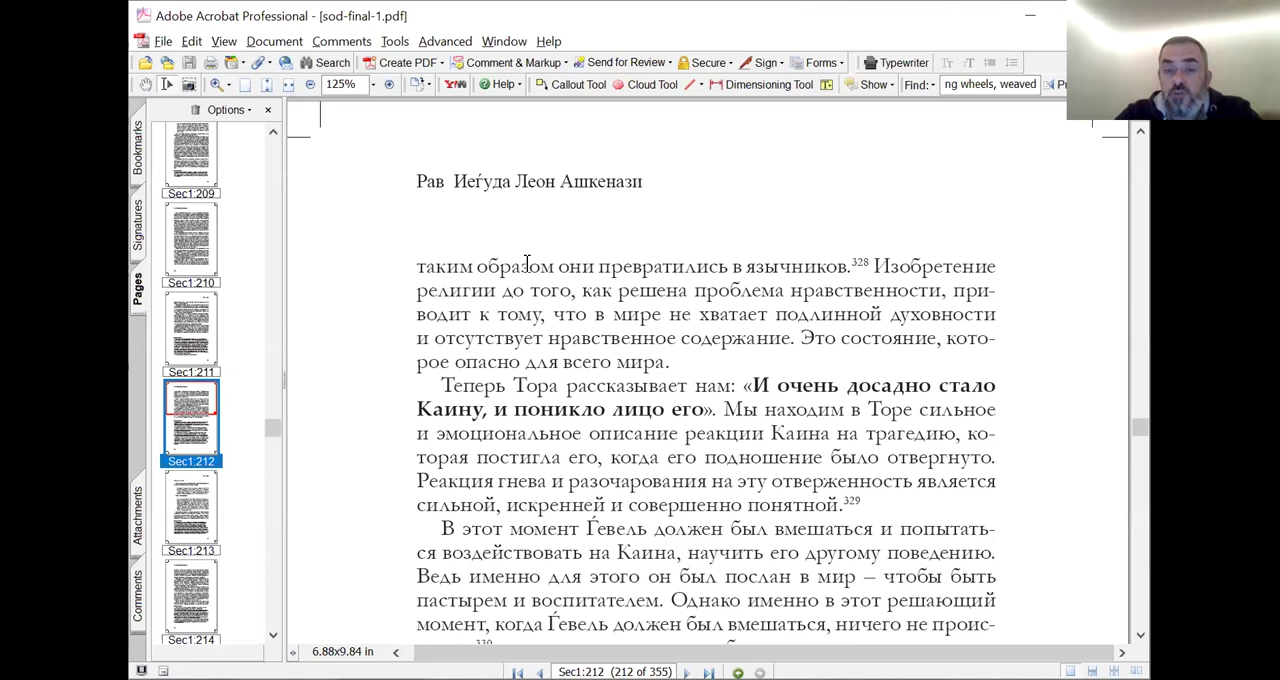 Adobe Acrobat Professional - [sod-final-1.pdf]
File Edit View Document Comments Tools Advanced Window Help
Search Create PDF Comment & Markup Send for Review Secure Sign Forms Typewriter
125% Help Callout Tool Cloud Tool Dimensioning Tool Show Find: ng wheels, weaved
Options
Bookmarks
Signatures
Pages
Attachments
Comments
Sec1:209
Sec1:210
Sec1:211
Sec1:212
Sec1:213
Sec1:214
Рав Иеѓуда Леон Ашкенази
таким образом они превратились в язычников.328 Изобретение
религии до того, как решена проблема нравственности, при-
водит к тому, что в мире не хватает подлинной духовности
и отсутствует нравственное содержание. Это состояние, кото-
рое опасно для всего мира.
Теперь Тора рассказывает нам: «И очень досадно стало
Каину, и поникло лицо его». Мы находим в Торе сильное
и эмоциональное описание реакции Каина на трагедию, ко-
торая постигла его, когда его подношение было отвергнуто.
Реакция гнева и разочарования на эту отверженность является
сильной, искренней и совершенно понятной.329
В этот момент Ѓевель должен был вмешаться и попытать-
ся воздействовать на Каина, научить его другому поведению.
Ведь именно для этого он был послан в мир – чтобы быть
пастырем и воспитателем. Однако именно в этот решающий
момент, когда Ѓевель должен был вмешаться, ничего не проис-
6.88x9.84 in
Sec1:212 (212 of 355)